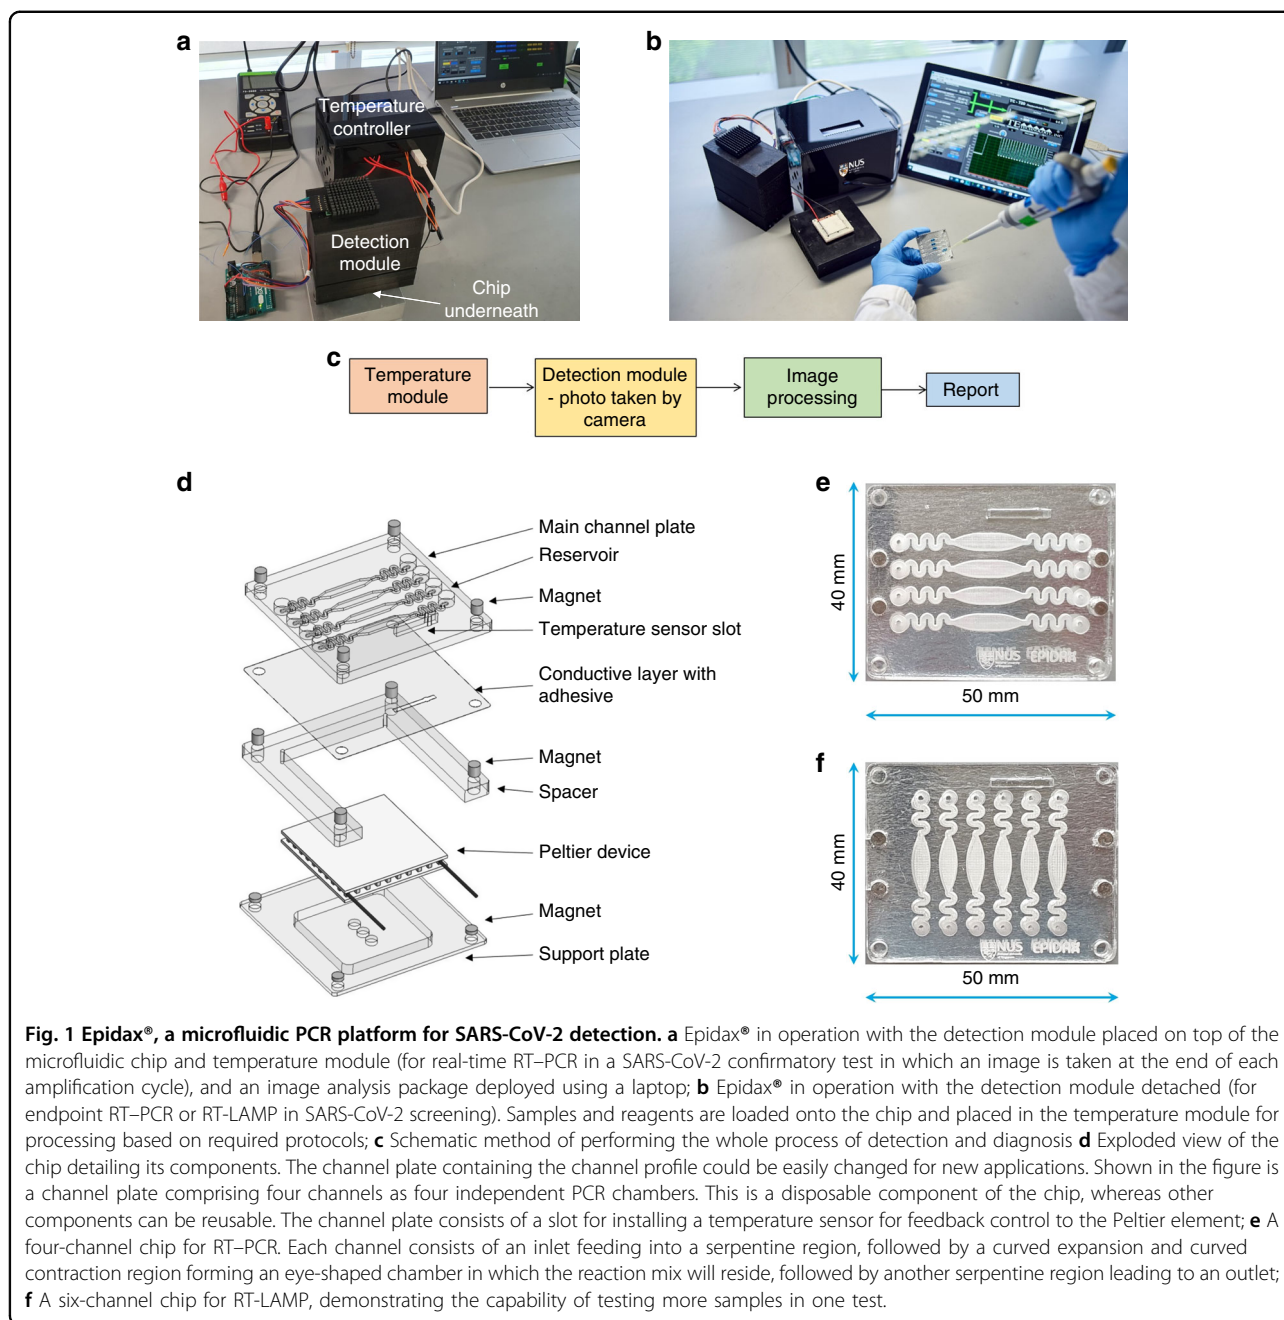 a
Temperature
controller
Detection
module
Chip
underneath
b
NUS
c
Temperature
module
Detection module
- photo taken by
camera
Image
processing
Report
d
Main channel plate
Reservoir
Magnet
Temperature sensor slot
Conductive layer with
adhesive
Magnet
Spacer
Peltier device
Magnet
Support plate
e
40 mm
NUS EPIDAX
50 mm
f
40 mm
NUS EPIDAX
50 mm
Fig. 1 Epidax®, a microfluidic PCR platform for SARS-CoV-2 detection. a Epidax® in operation with the detection module placed on top of the
microfluidic chip and temperature module (for real-time RT–PCR in a SARS-CoV-2 confirmatory test in which an image is taken at the end of each
amplification cycle), and an image analysis package deployed using a laptop; b Epidax® in operation with the detection module detached (for
endpoint RT–PCR or RT-LAMP in SARS-CoV-2 screening). Samples and reagents are loaded onto the chip and placed in the temperature module for
processing based on required protocols; c Schematic method of performing the whole process of detection and diagnosis d Exploded view of the
chip detailing its components. The channel plate containing the channel profile could be easily changed for new applications. Shown in the figure is
a channel plate comprising four channels as four independent PCR chambers. This is a disposable component of the chip, whereas other
components can be reusable. The channel plate consists of a slot for installing a temperature sensor for feedback control to the Peltier element; e A
four-channel chip for RT–PCR. Each channel consists of an inlet feeding into a serpentine region, followed by a curved expansion and curved
contraction region forming an eye-shaped chamber in which the reaction mix will reside, followed by another serpentine region leading to an outlet;
f A six-channel chip for RT-LAMP, demonstrating the capability of testing more samples in one test.